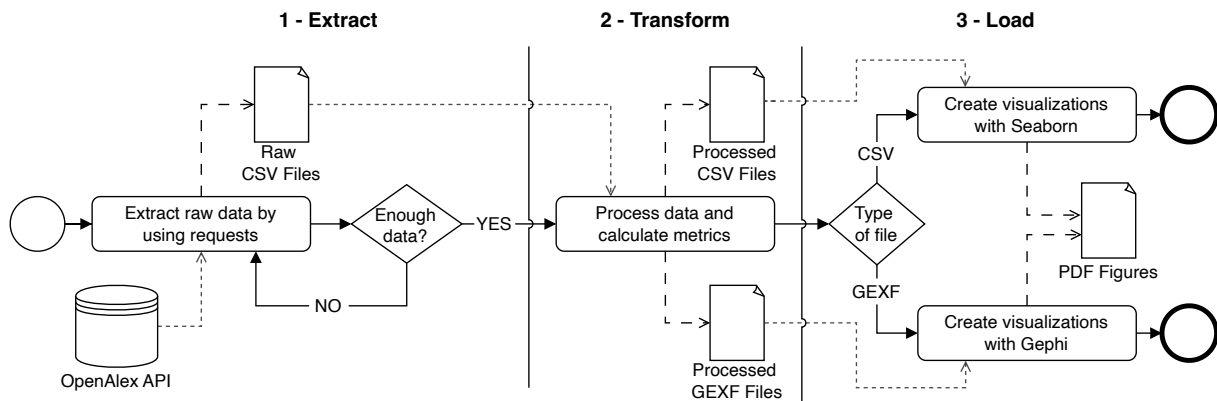 1 - Extract
2 - Transform
3 - Load
Raw
CSV Files
Processed
CSV Files
Create visualizations
with Seaborn
CSV
Extract raw data by
using requests
Enough
data?
YES
Process data and
calculate metrics
Type
of file
PDF Figures
NO
GEXF
OpenAlex API
Processed
GEXF Files
Create visualizations
with Gephi